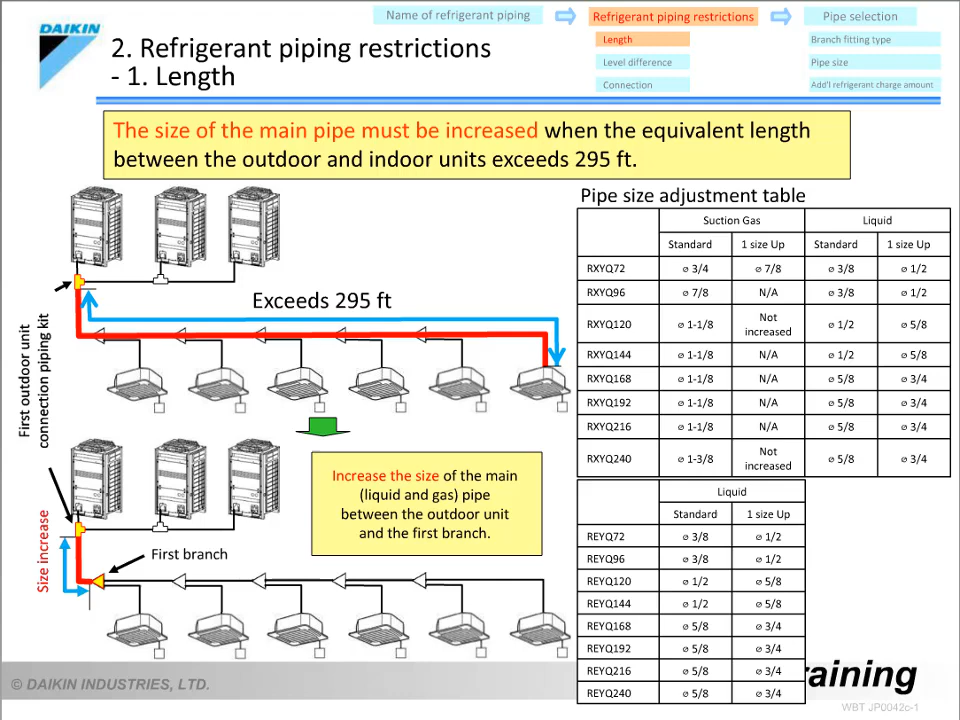 Name of refrigerant piping
Refrigerant piping restrictions
Pipe selection
Length
Level difference
Connection
Branch fitting type
Pipe size
Add'l refrigerant charge amount
DAIKIN
2. Refrigerant piping restrictions
- 1. Length
The size of the main pipe must be increased when the equivalent length
between the outdoor and indoor units exceeds 295 ft.
Exceeds 295 ft
First outdoor unit
connection piping kit
Size increase
First branch
Increase the size of the main
(liquid and gas) pipe
between the outdoor unit
and the first branch.
Pipe size adjustment table
Suction Gas Liquid
Standard 1 size Up Standard 1 size Up
RXYQ72 ⌀ 3/4 ⌀ 7/8 ⌀ 3/8 ⌀ 1/2
RXYQ96 ⌀ 7/8 N/A ⌀ 3/8 ⌀ 1/2
RXYQ120 ⌀ 1-1/8 Not increased ⌀ 1/2 ⌀ 5/8
RXYQ144 ⌀ 1-1/8 N/A ⌀ 1/2 ⌀ 5/8
RXYQ168 ⌀ 1-1/8 N/A ⌀ 5/8 ⌀ 3/4
RXYQ192 ⌀ 1-1/8 N/A ⌀ 5/8 ⌀ 3/4
RXYQ216 ⌀ 1-1/8 N/A ⌀ 5/8 ⌀ 3/4
RXYQ240 ⌀ 1-3/8 Not increased ⌀ 5/8 ⌀ 3/4
Liquid
Standard 1 size Up
REYQ72 ⌀ 3/8 ⌀ 1/2
REYQ96 ⌀ 3/8 ⌀ 1/2
REYQ120 ⌀ 1/2 ⌀ 5/8
REYQ144 ⌀ 1/2 ⌀ 5/8
REYQ168 ⌀ 5/8 ⌀ 3/4
REYQ192 ⌀ 5/8 ⌀ 3/4
REYQ216 ⌀ 5/8 ⌀ 3/4
REYQ240 ⌀ 5/8 ⌀ 3/4
© DAIKIN INDUSTRIES, LTD.
raining
WBT JP0042c-1